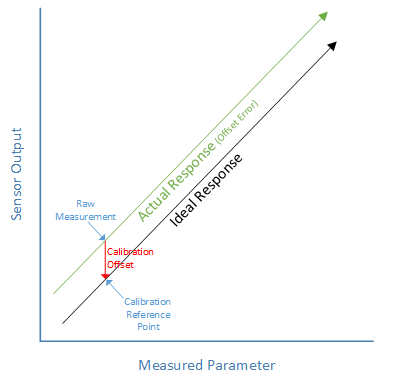 Sensor Output
Actual Response (Offset Error)
Ideal Response
Raw
Measurement
Calibration
Offset
Calibration
Reference
Point
Measured Parameter